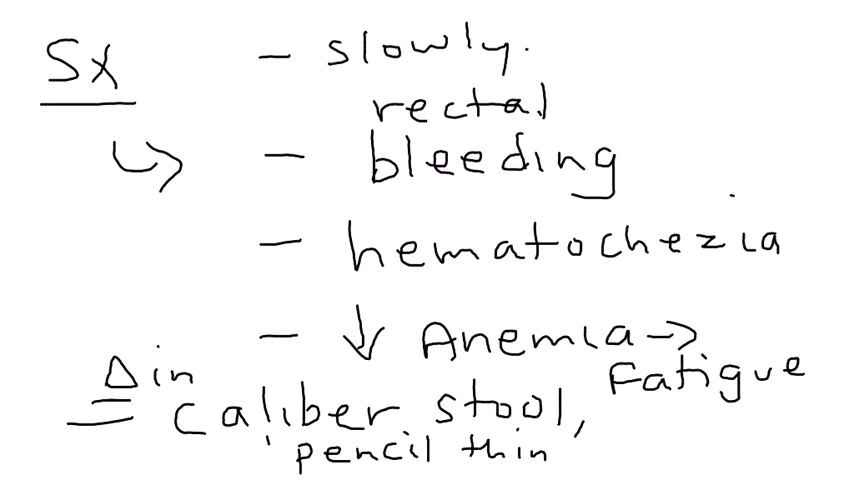 Sx
- slowly.
rectal
↳ - bleeding
- hematochezia
- ↓ Anemia →
Fatigue
- Δ in
caliber stool,
'pencil thin